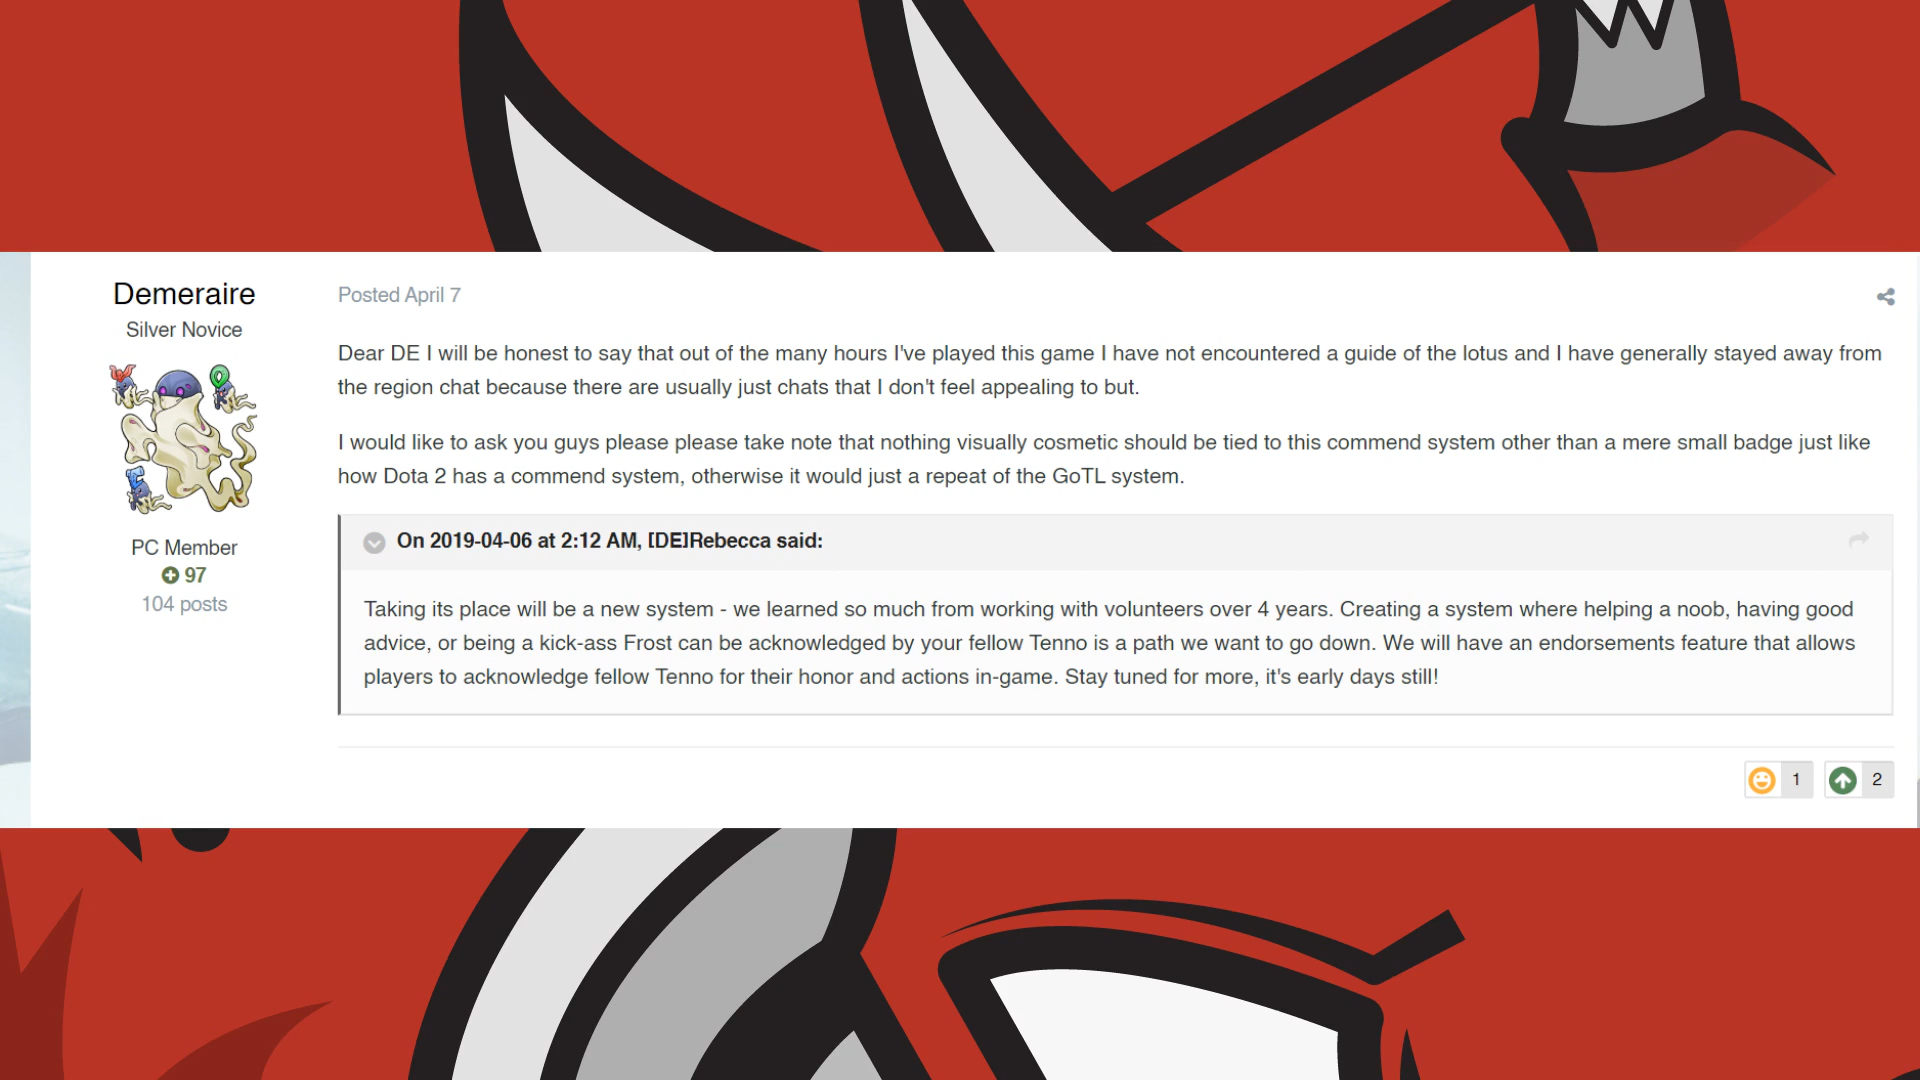 Demeraire
Silver Novice
PC Member
97
104 posts
Posted April 7
Dear DE I will be honest to say that out of the many hours I've played this game I have not encountered a guide of the lotus and I have generally stayed away from
the region chat because there are usually just chats that I don't feel appealing to but.
I would like to ask you guys please please take note that nothing visually cosmetic should be tied to this commend system other than a mere small badge just like
how Dota 2 has a commend system, otherwise it would just a repeat of the GoTL system.
On 2019-04-06 at 2:12 AM, [DE]Rebecca said:
Taking its place will be a new system - we learned so much from working with volunteers over 4 years. Creating a system where helping a noob, having good
advice, or being a kick-ass Frost can be acknowledged by your fellow Tenno is a path we want to go down. We will have an endorsements feature that allows
players to acknowledge fellow Tenno for their honor and actions in-game. Stay tuned for more, it's early days still!
1
2